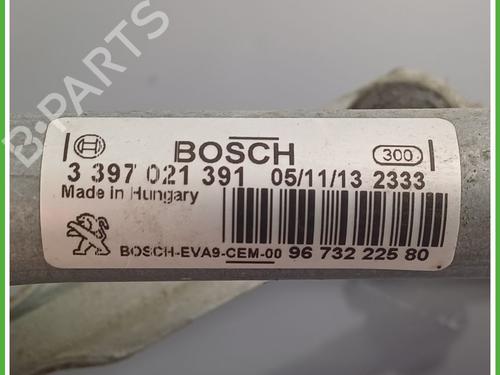 B-PARTS
BOSCH
300
3 397 021 391 05/11/13 2333
Made in Hungary
BOSCH-EVA9-CEM-00 96 732 225 80